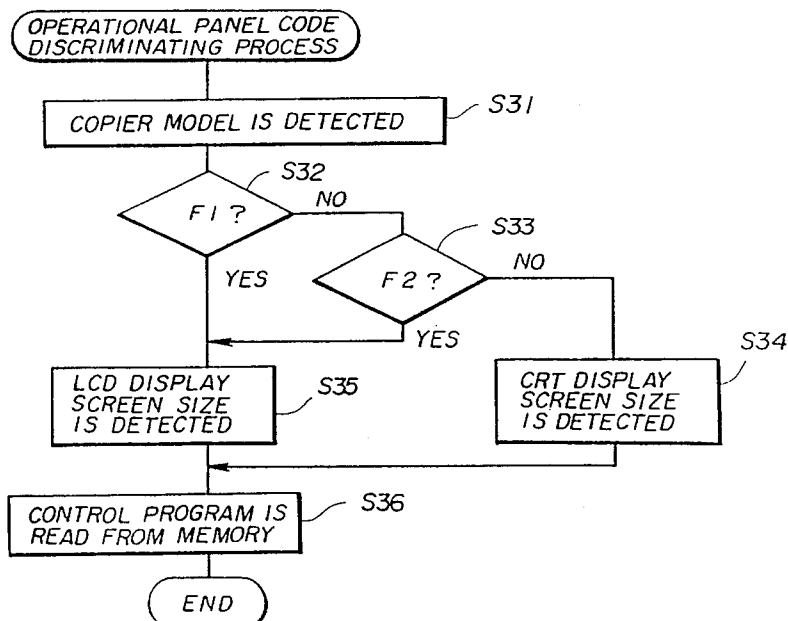 OPERATIONAL PANEL CODE
DISCRIMINATING PROCESS
S31
COPIER MODEL IS DETECTED
S32
F1?
NO
S33
YES
F2?
NO
YES
S34
LCD DISPLAY
SCREEN SIZE
IS DETECTED
S35
CRT DISPLAY
SCREEN SIZE
IS DETECTED
CONTROL PROGRAM IS
READ FROM MEMORY
S36
END